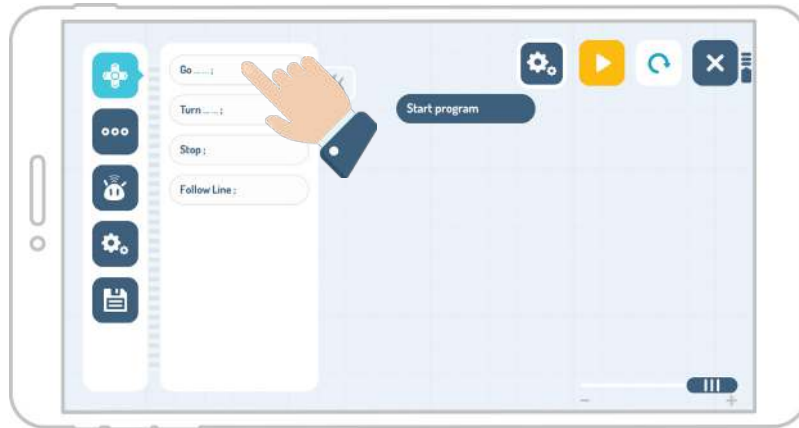 Go ...... ;
Turn ...... ;
Stop ;
Follow Line ;
Start program